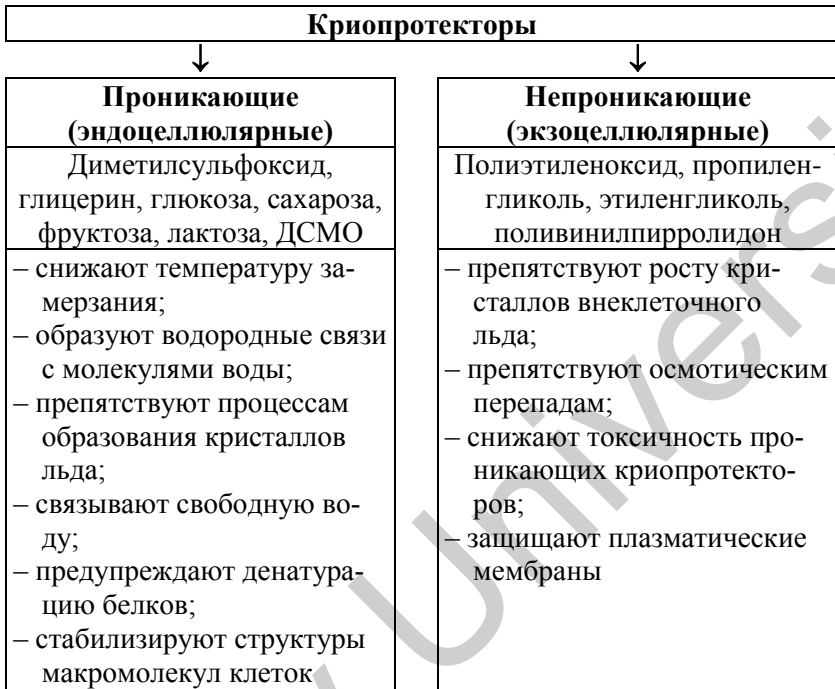 Криопротекторы
↓
↓
Проникающие
(эндоцеллюлярные)
Диметилсульфоксид,
глицерин, глюкоза, сахароза,
фруктоза, лактоза, ДСМО
– снижают температуру за-
мерзания;
– образуют водородные связи
с молекулями воды;
– препятствуют процессам
образования кристаллов
льда;
– связывают свободную во-
ду;
– предупреждают денатура-
цию белков;
– стабилизируют структуры
макромолекул клеток
Непроникающие
(экзоцеллюлярные)
Полиэтиленоксид, пропилен-
гликоль, этиленгликоль,
поливинилпирролидон
– препятствуют росту кри-
сталлов внеклеточного
льда;
– препятствуют осмотическим
перепадам;
– снижают токсичность про-
никающих криопротекто-
ров;
– защищают плазматические
мембраны
y Universi